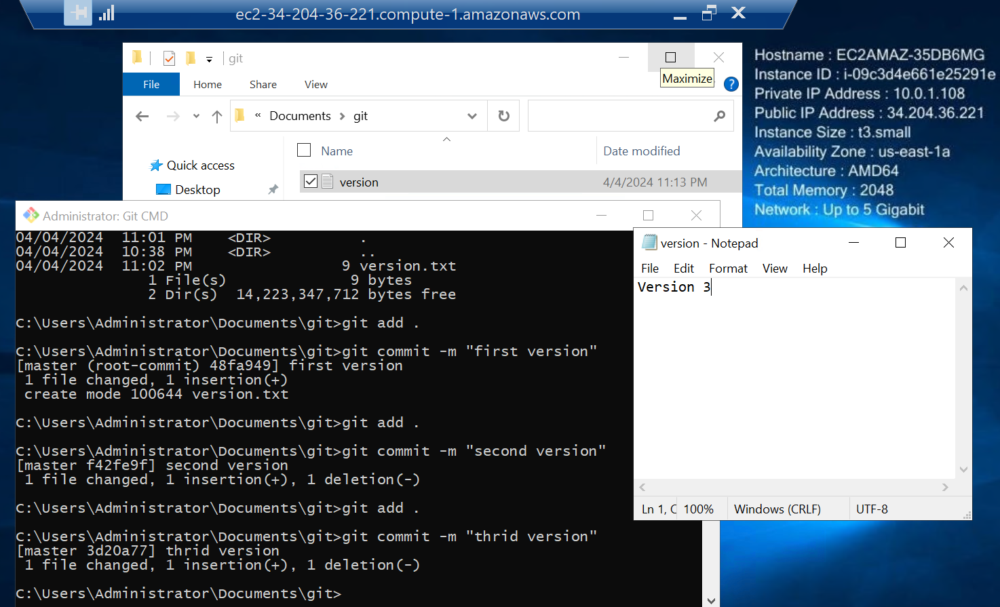 ec2-34-204-36-221.compute-1.amazonaws.com
git
Maximize
File Home Share View
?
« Documents > git
Name Date modified
Quick access
Desktop
version 4/4/2024 11:13 PM
Hostname : EC2AMAZ-35DB6MG
Instance ID : i-09c3d4e661e25291e
Private IP Address : 10.0.1.108
Public IP Address : 34.204.36.221
Instance Size : t3.small
Availability Zone : us-east-1a
Architecture : AMD64
Total Memory : 2048
Network : Up to 5 Gigabit
Administrator: Git CMD
04/04/2024 11:01 PM <DIR> .
04/04/2024 10:38 PM <DIR> ..
04/04/2024 11:02 PM 9 version.txt
1 File(s) 9 bytes
2 Dir(s) 14,223,347,712 bytes free
C:\Users\Administrator\Documents\git>git add .
C:\Users\Administrator\Documents\git>git commit -m "first version"
[master (root-commit) 48fa949] first version
1 file changed, 1 insertion(+)
create mode 100644 version.txt
C:\Users\Administrator\Documents\git>git add .
C:\Users\Administrator\Documents\git>git commit -m "second version"
[master f42fe9f] second version
1 file changed, 1 insertion(+), 1 deletion(-)
C:\Users\Administrator\Documents\git>git add .
C:\Users\Administrator\Documents\git>git commit -m "thrid version"
[master 3d20a77] thrid version
1 file changed, 1 insertion(+), 1 deletion(-)
C:\Users\Administrator\Documents\git>
version - Notepad
File Edit Format View Help
Version 3
Ln 1, C 100% Windows (CRLF) UTF-8